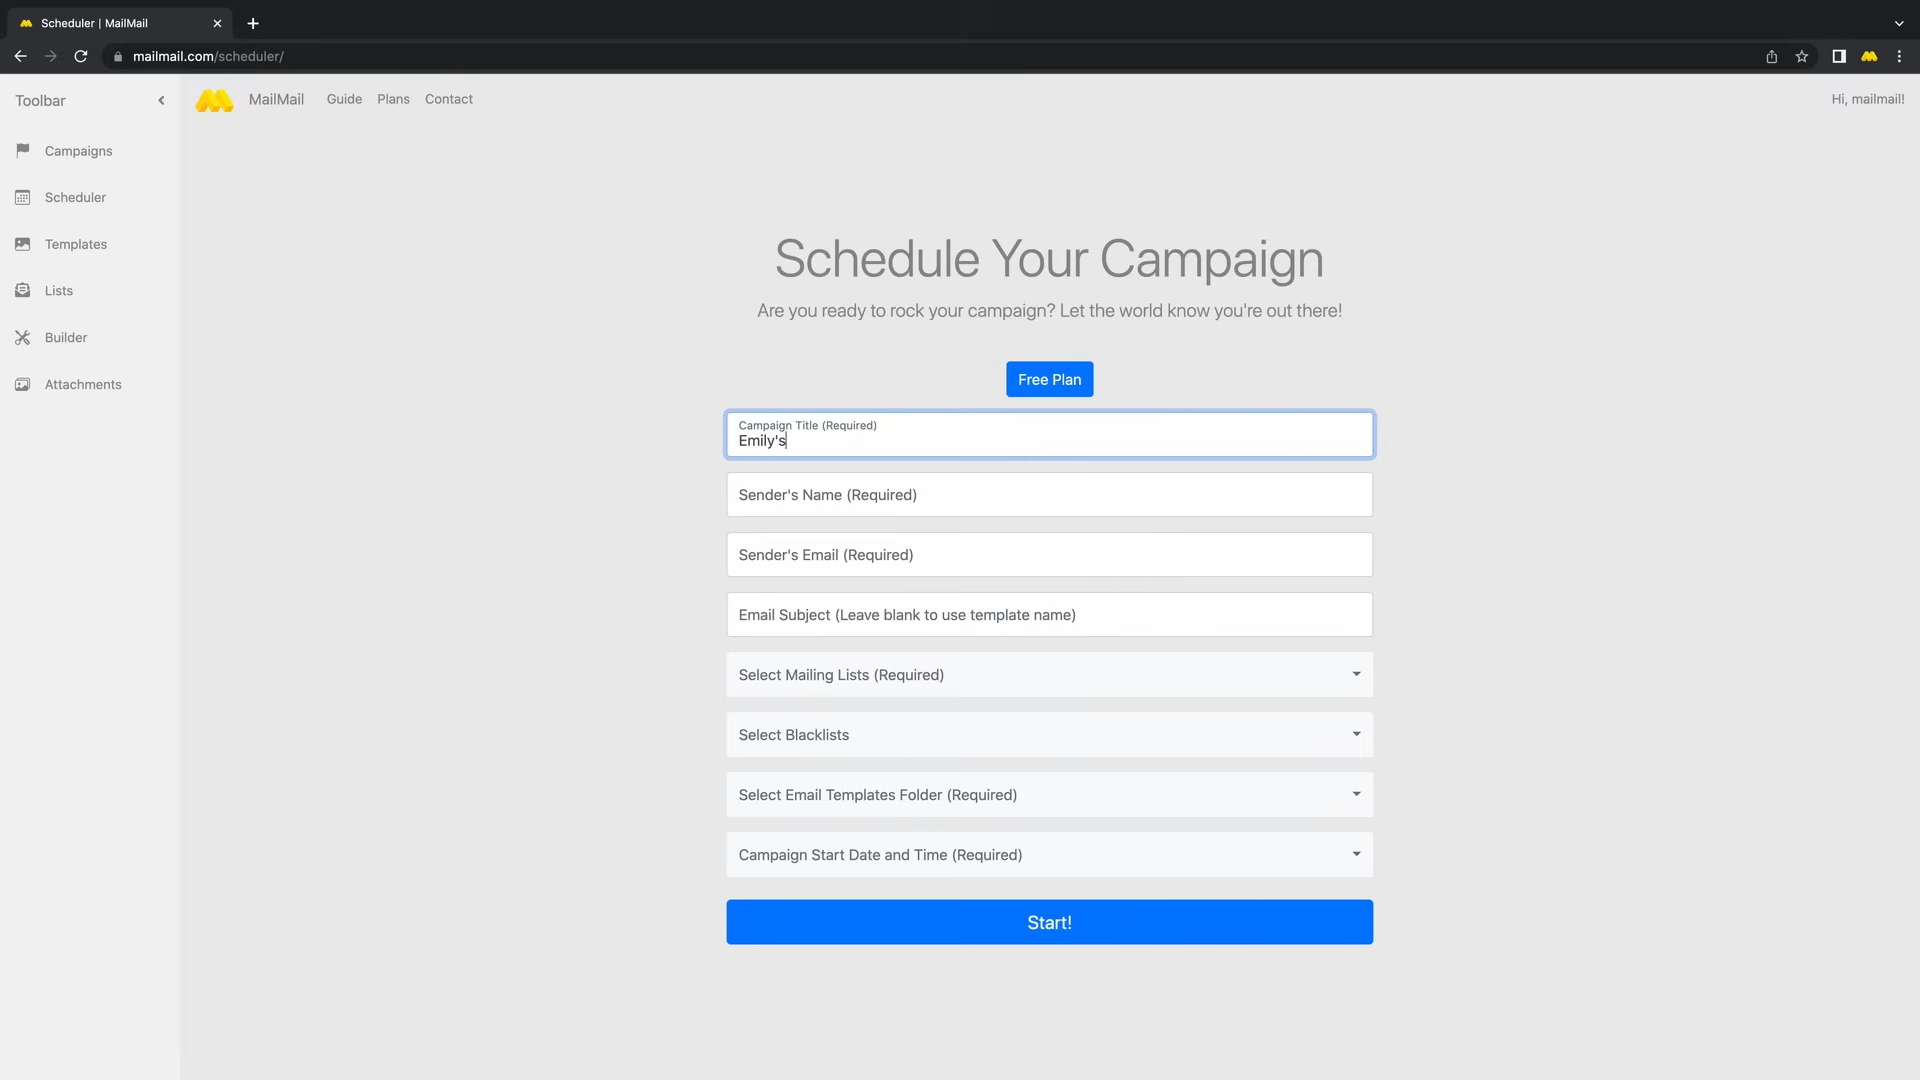 Scheduler | MailMail
mailmail.com/scheduler/
Toolbar
MailMail
Guide
Plans
Contact
Hi, mailmail!
Campaigns
Scheduler
Templates
Lists
Builder
Attachments
Schedule Your Campaign
Are you ready to rock your campaign? Let the world know you're out there!
Free Plan
Campaign Title (Required)
Emily's
Sender's Name (Required)
Sender's Email (Required)
Email Subject (Leave blank to use template name)
Select Mailing Lists (Required)
Select Blacklists
Select Email Templates Folder (Required)
Campaign Start Date and Time (Required)
Start!